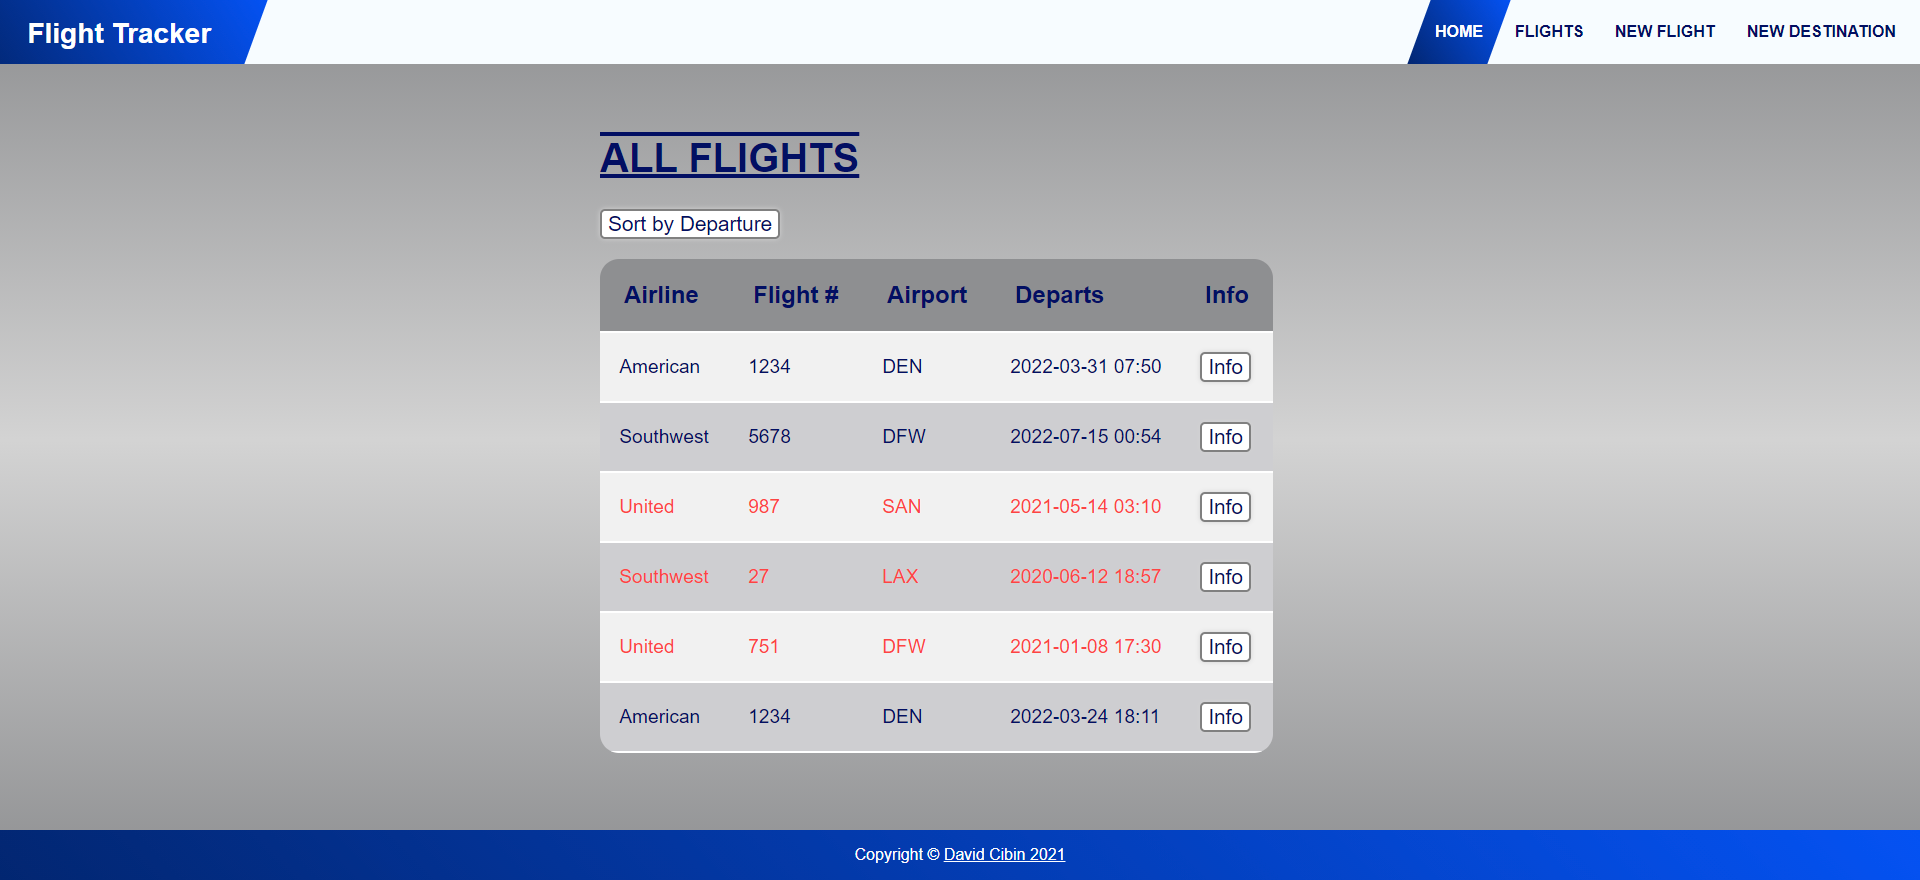 Flight Tracker
HOME FLIGHTS NEW FLIGHT NEW DESTINATION
ALL FLIGHTS
Sort by Departure
Airline Flight # Airport Departs Info
American 1234 DEN 2022-03-31 07:50 Info
Southwest 5678 DFW 2022-07-15 00:54 Info
United 987 SAN 2021-05-14 03:10 Info
Southwest 27 LAX 2020-06-12 18:57 Info
United 751 DFW 2021-01-08 17:30 Info
American 1234 DEN 2022-03-24 18:11 Info
Copyright © David Cibin 2021